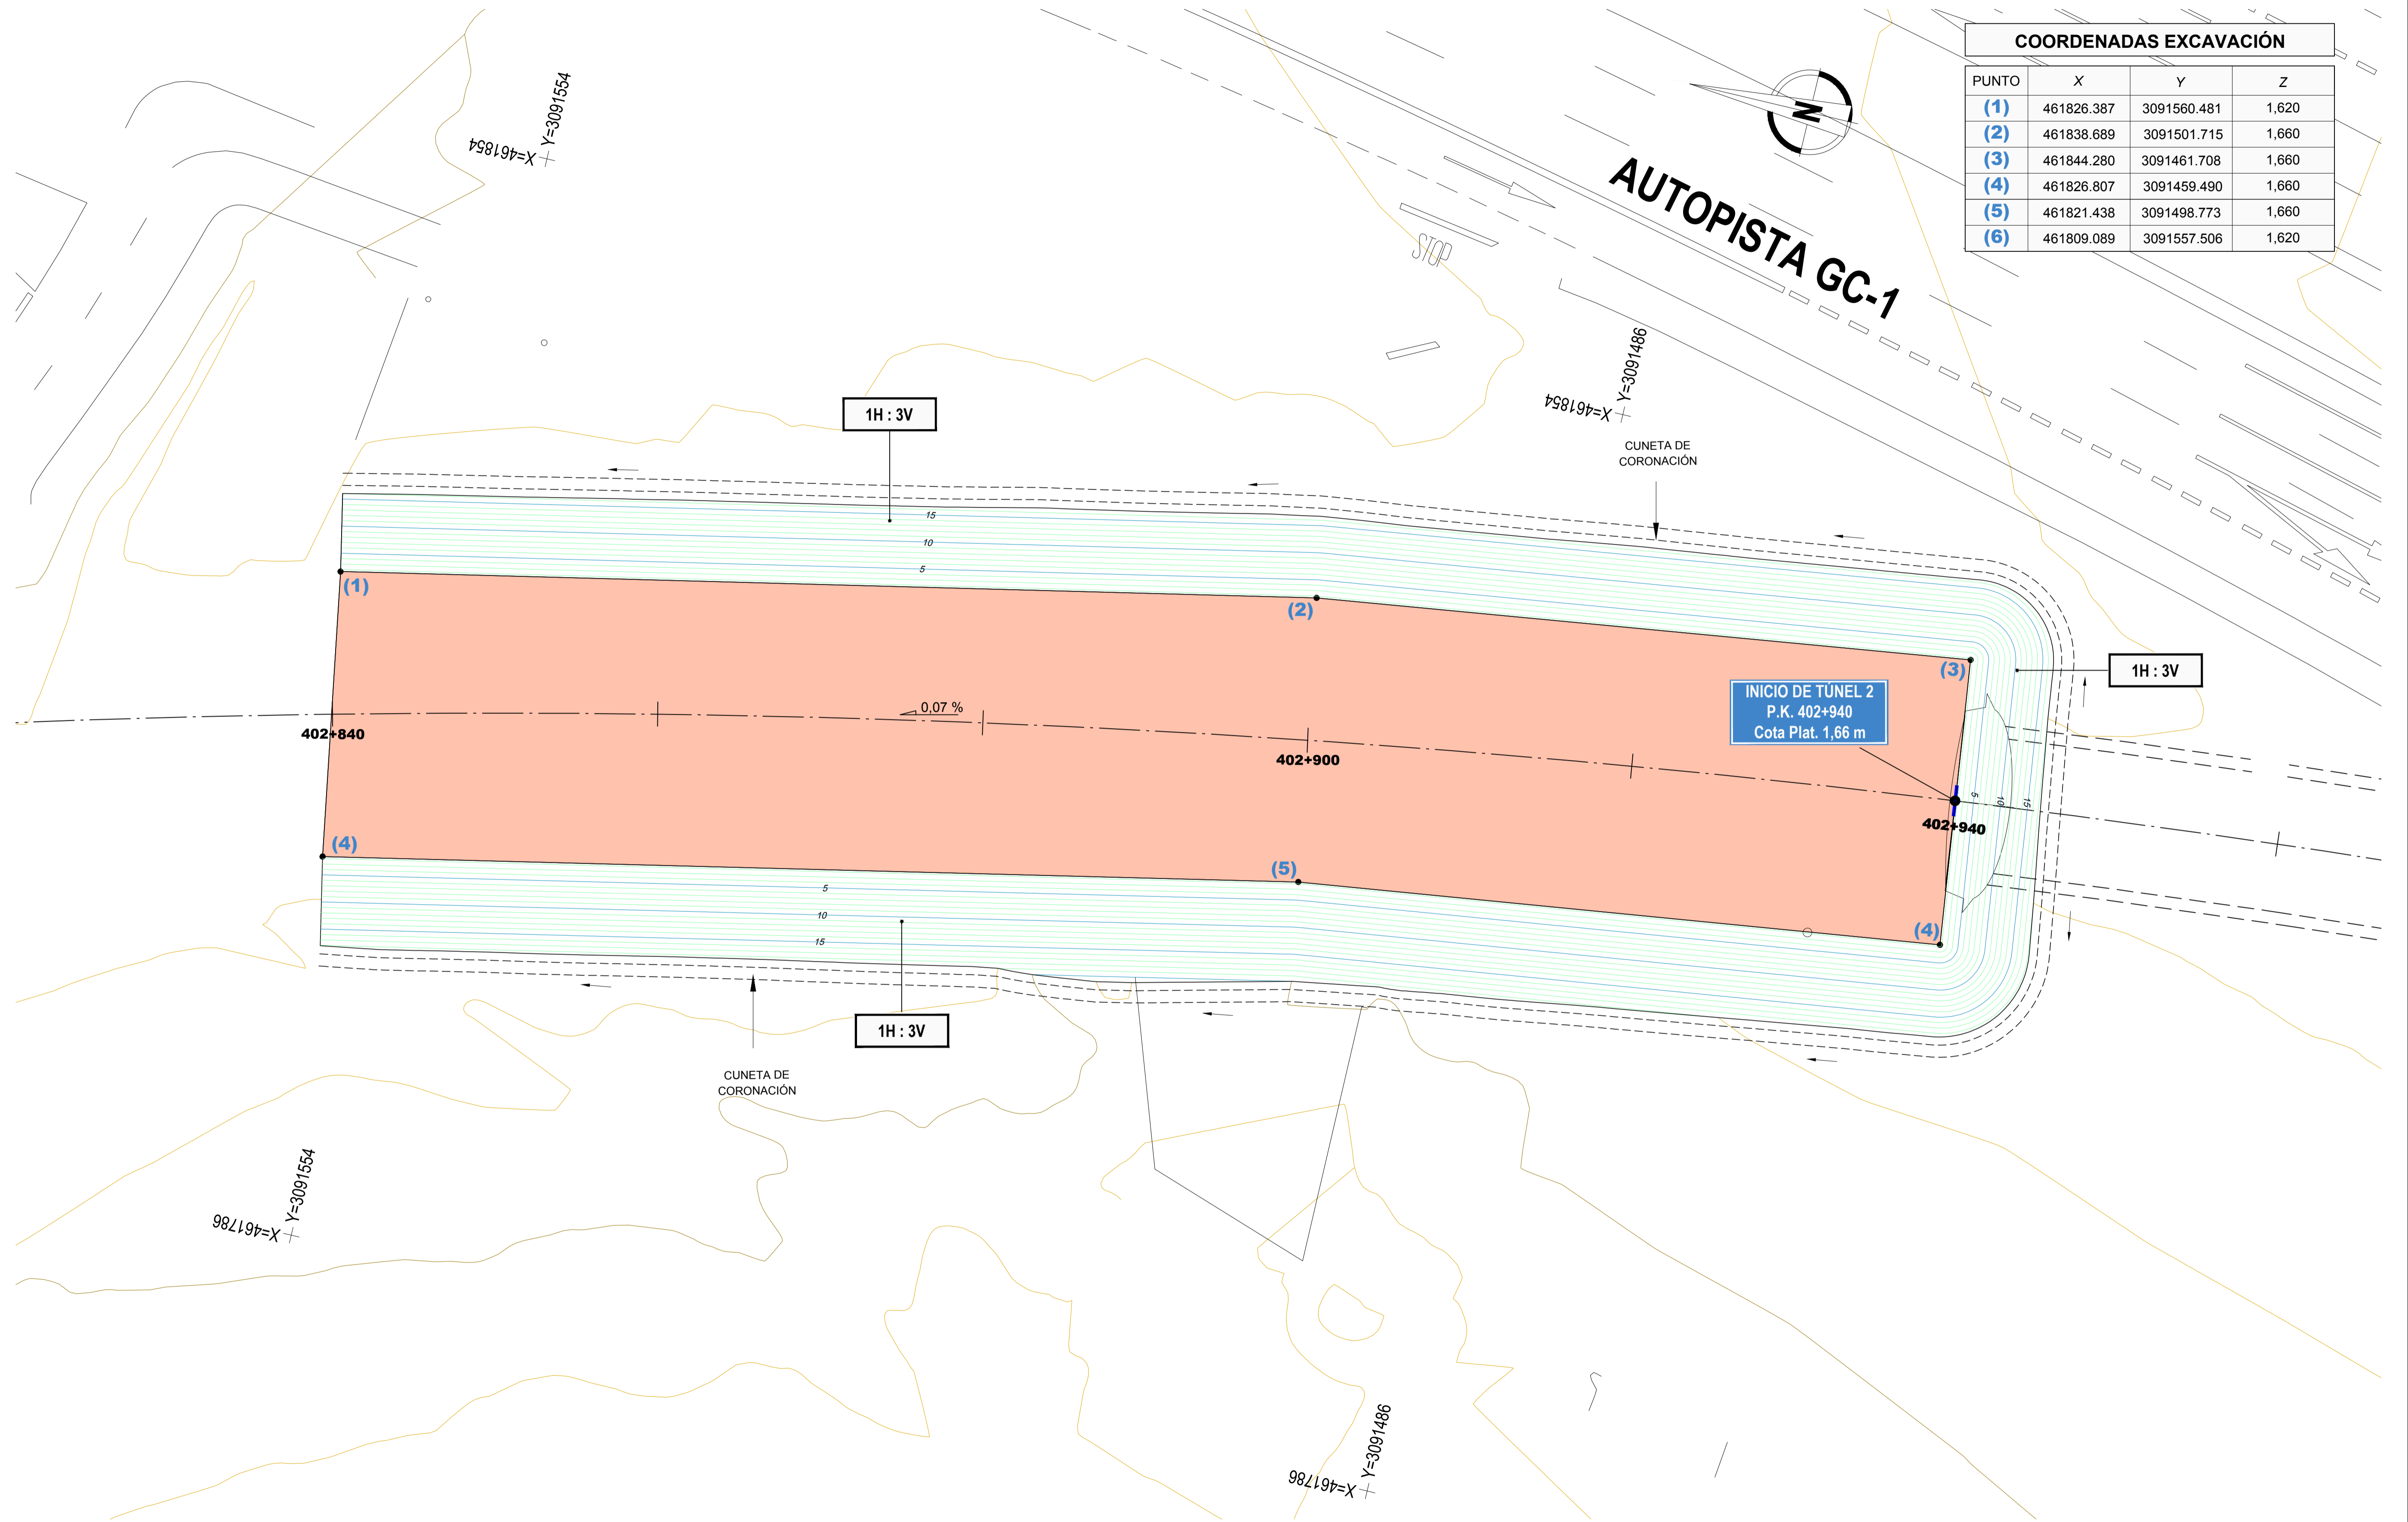 COORDENADAS EXCAVACIÓN
PUNTO X Y Z
(1) 461826.387 3091560.481 1,620
(2) 461838.689 3091501.715 1,660
(3) 461844.280 3091461.708 1,660
(4) 461826.807 3091459.490 1,660
(5) 461821.438 3091498.773 1,660
(6) 461809.089 3091557.506 1,620
N
X=461854
Y=3091554
AUTOPISTA GC-1
STOP
X=461854
Y=3091486
1H : 3V
CUNETA DE
CORONACIÓN
15
10
5
(1)
(2)
(3)
1H : 3V
INICIO DE TÚNEL 2
P.K. 402+940
Cota Plat. 1,66 m
0,07 %
402+840
402+900
402+940
5
10
15
(4)
(5)
(4)
5
10
15
1H : 3V
CUNETA DE
CORONACIÓN
X=461786
Y=3091554
X=461786
Y=3091486